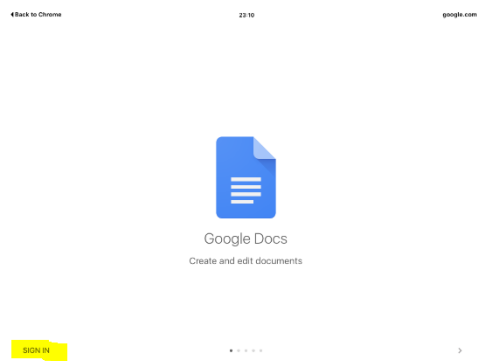 Back to Chrome
23:10
google.com
Google Docs
Create and edit documents
SIGN IN